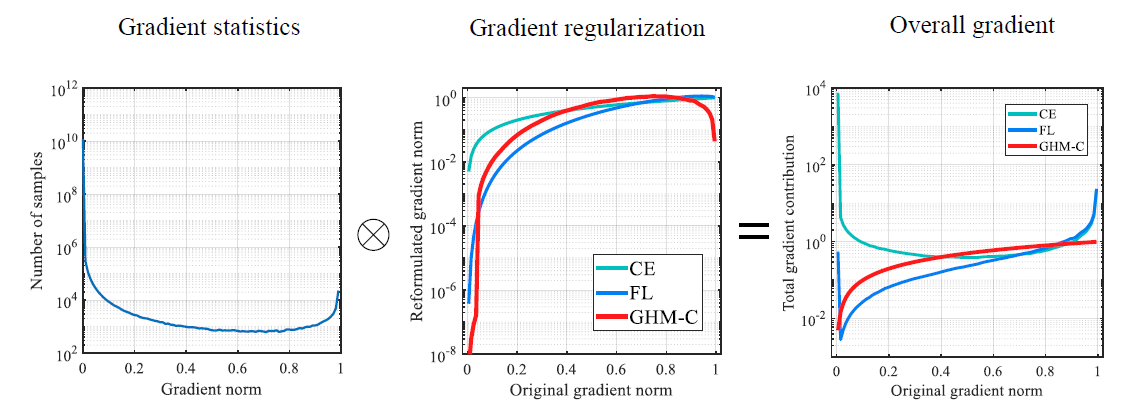 Gradient statistics
Gradient regularization
Overall gradient
10^12
10^10
10^8
10^6
10^4
10^2
Number of samples
0 0.2 0.4 0.6 0.8 1
Gradient norm
⊗
10^0
10^-2
10^-4
10^-6
10^-8
Reformulated gradient norm
CE
FL
GHM-C
0 0.2 0.4 0.6 0.8 1
Original gradient norm
=
10^4
10^2
10^0
10^-2
Total gradient contribution
CE
FL
GHM-C
0 0.2 0.4 0.6 0.8 1
Original gradient norm